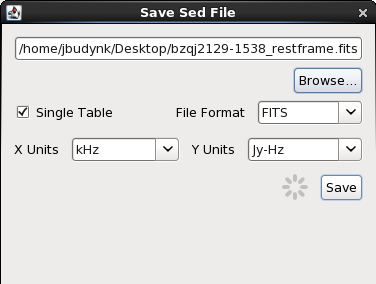 Save Sed File
/home/jbudynk/Desktop/bzqj2129-1538_restframe.fits
Browse...
Single Table File Format FITS
X Units kHz Y Units Jy-Hz
Save